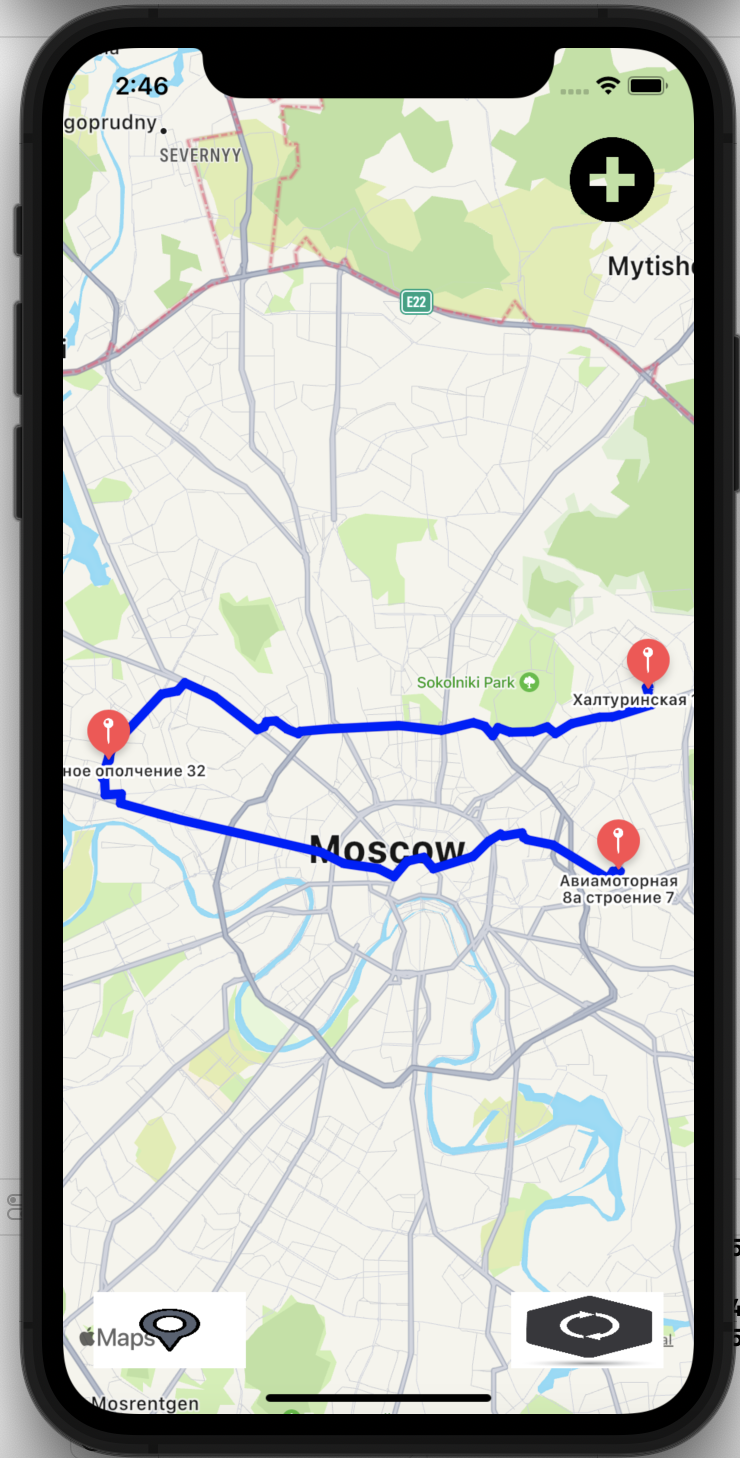 2:46
goprudny
SEVERNYY
Mytish
E22
Sokolniki Park
Халтуринская
ное ополчение 32
Moscow
Авиамоторная
8а строение 7
Maps
al
Mosrentgen